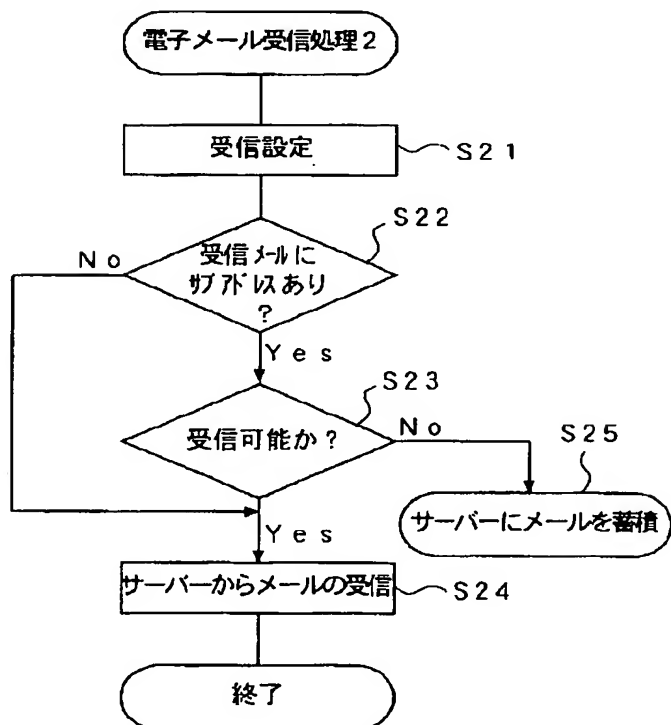 電子メール受信処理2
受信設定
S21
S22
No
受信メールに
サブアドレスあり
?
Yes
S23
受信可能か?
No
S25
サーバーにメールを蓄積
Yes
サーバーからメールの受信
S24
終了